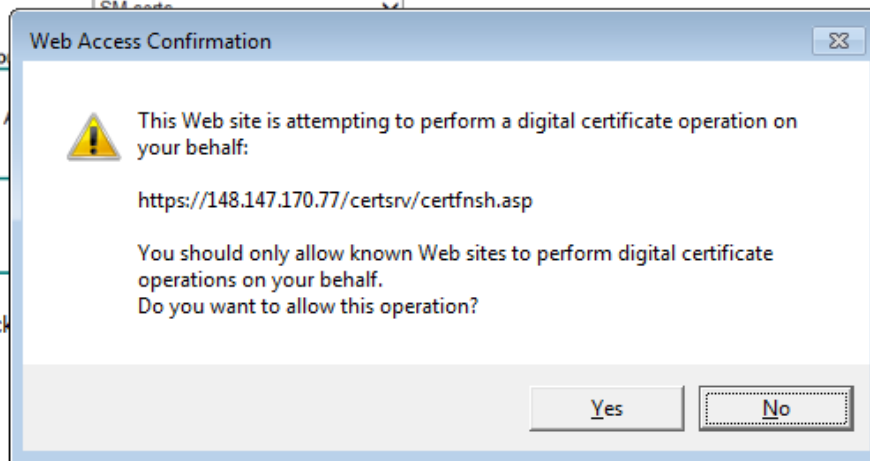 SM certs
Web Access Confirmation
This Web site is attempting to perform a digital certificate operation on
your behalf:
https://148.147.170.77/certsrv/certfnsh.asp
You should only allow known Web sites to perform digital certificate
operations on your behalf.
Do you want to allow this operation?
Yes
No